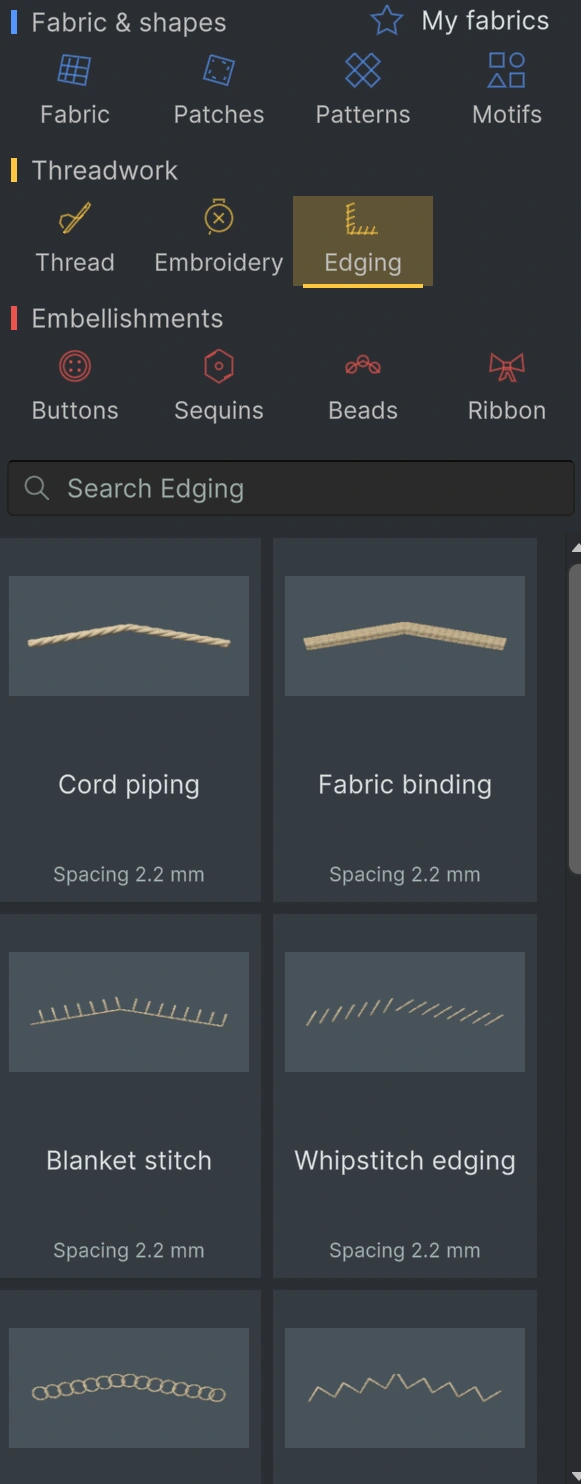 Fabric & shapes
My fabrics
Fabric Patches Patterns Motifs
Threadwork
Thread Embroidery Edging
Embellishments
Buttons Sequins Beads Ribbon
Search Edging
Cord piping Fabric binding
Spacing 2.2 mm Spacing 2.2 mm
Blanket stitch Whipstitch edging
Spacing 2.2 mm Spacing 2.2 mm